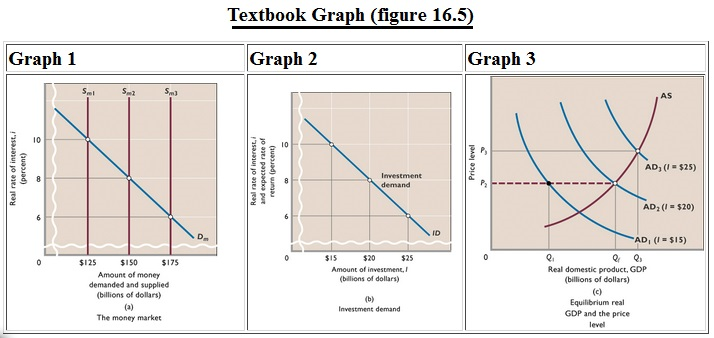 Textbook Graph (figure 16.5)
Graph 1
Real rate of interest, i
(percent)
10
8
6
0
Sm1
Sm2
Sm3
Dm
$125
$150
$175
Amount of money
demanded and supplied
(billions of dollars)
(a)
The money market
Graph 2
Real rate of interest, i
and expected rate of
return (percent)
10
8
6
0
Investment
demand
ID
$15
$20
$25
Amount of investment, I
(billions of dollars)
(b)
Investment demand
Graph 3
Price level
P3
P2
0
AS
AD3 (I = $25)
AD2 (I = $20)
AD1 (I = $15)
Q1
Qf
Q3
Real domestic product, GDP
(billions of dollars)
(c)
Equilibrium real
GDP and the price
level